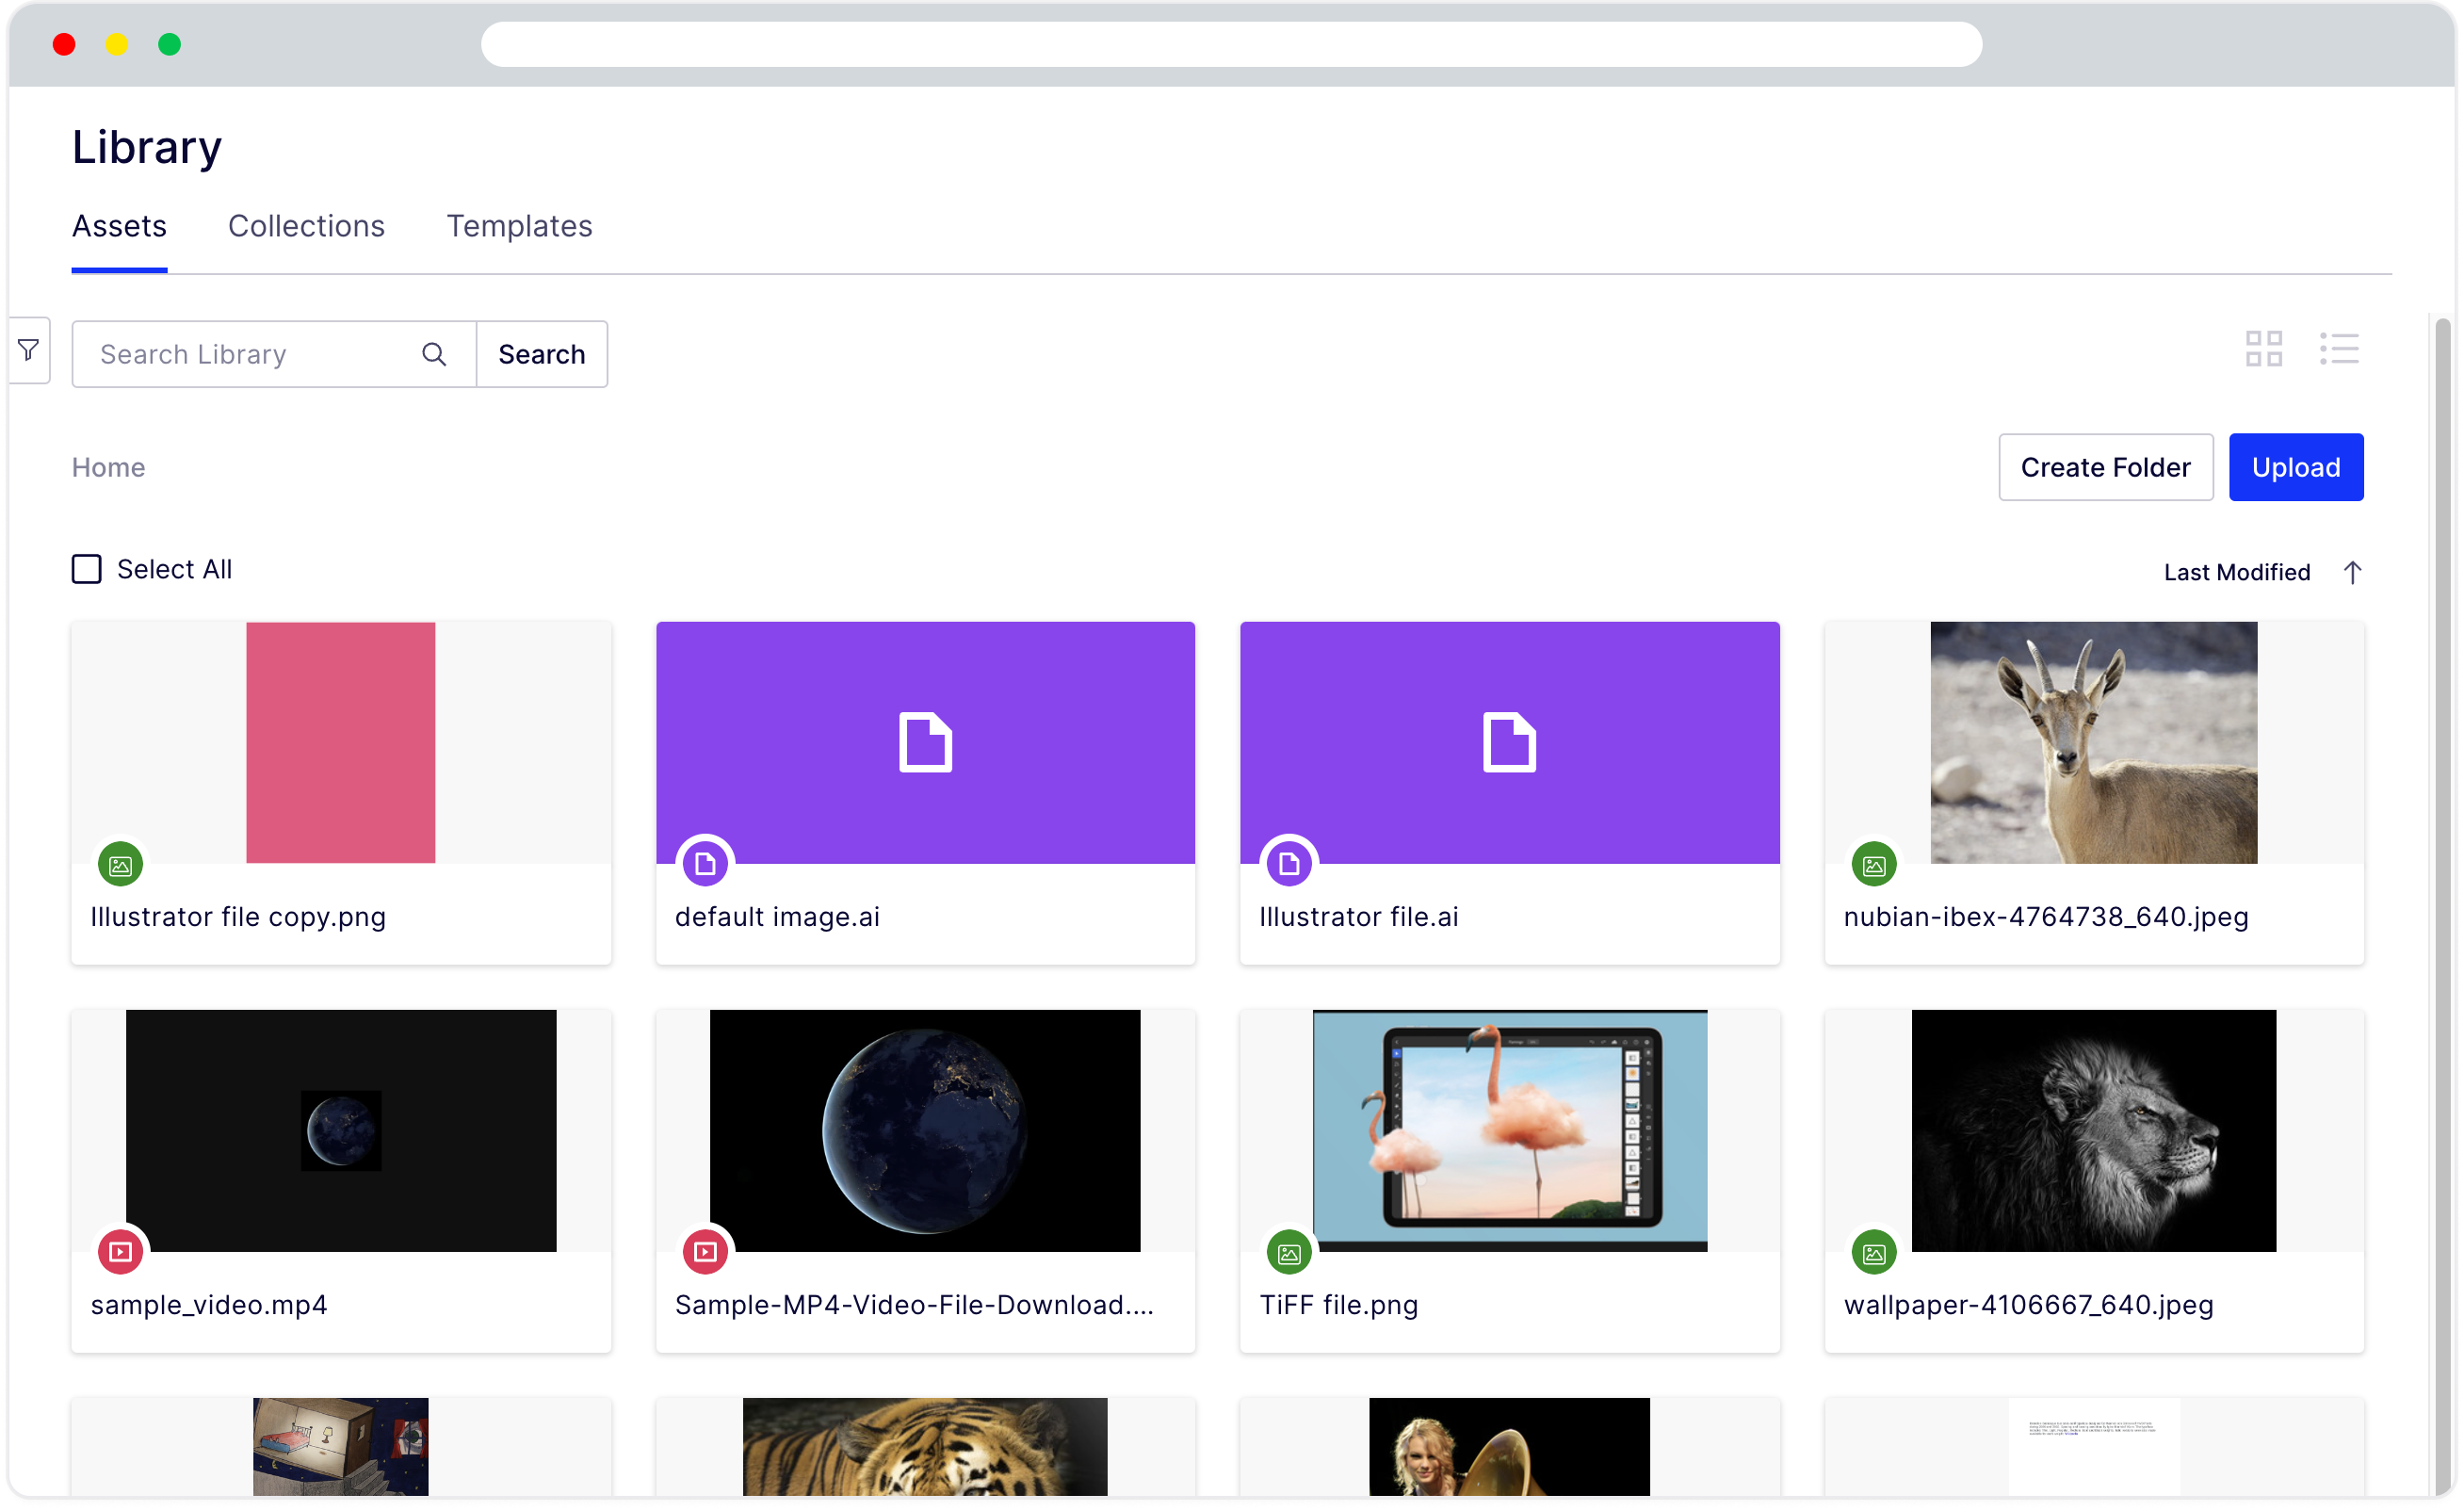 Library
Assets Collections Templates
Search Library Search
Home Create Folder Upload
Select All Last Modified
Illustrator file copy.png default image.ai Illustrator file.ai nubian-ibex-4764738_640.jpeg
sample_video.mp4 Sample-MP4-Video-File-Download.... TiFF file.png wallpaper-4106667_640.jpeg